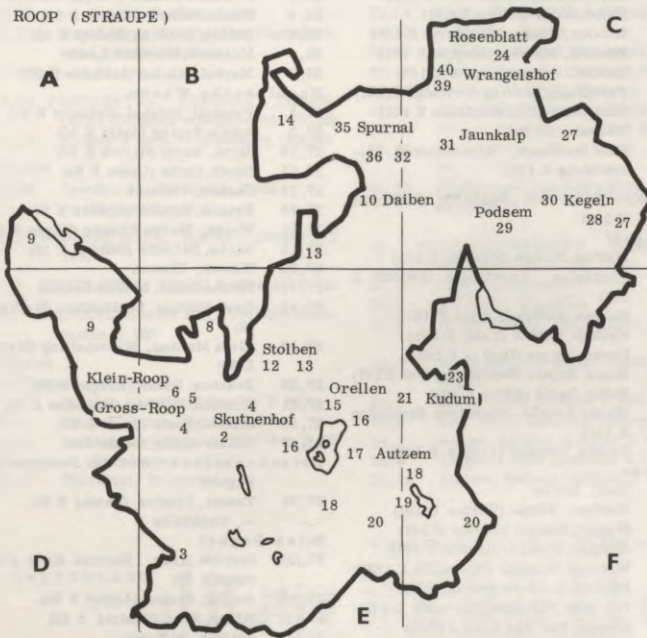 ROOP (STRAUPE)
A B C
Rosenblatt
24
40
39 Wrangelshof
14 35 Spurnal
36 32 31 Jaunkalp 27
10 Daiben
Podsem
29
30 Kegeln
28 27
9
13
9 8
Stolben
12 13
Klein-Roop
6 5
Gross-Roop
4
Skutnenhof
4
2 16
Orellen
15
16
17
21
23
Kudum
Autzem
18
19
18
20 20
3
D E F